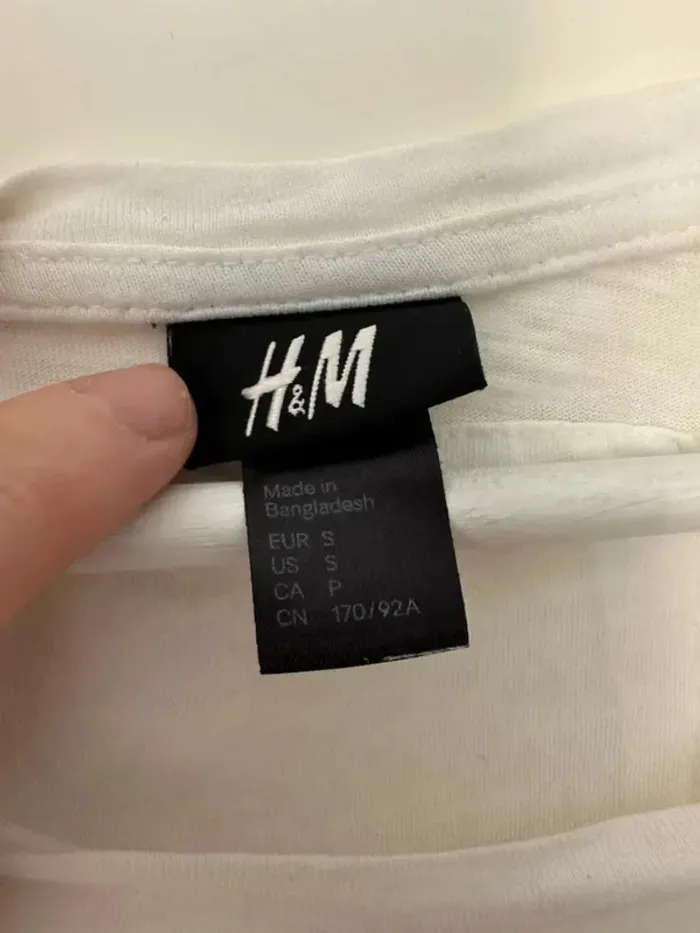 H&M
Made in
Bangladesh
EUR S
US S
CA P
CN 170/92A